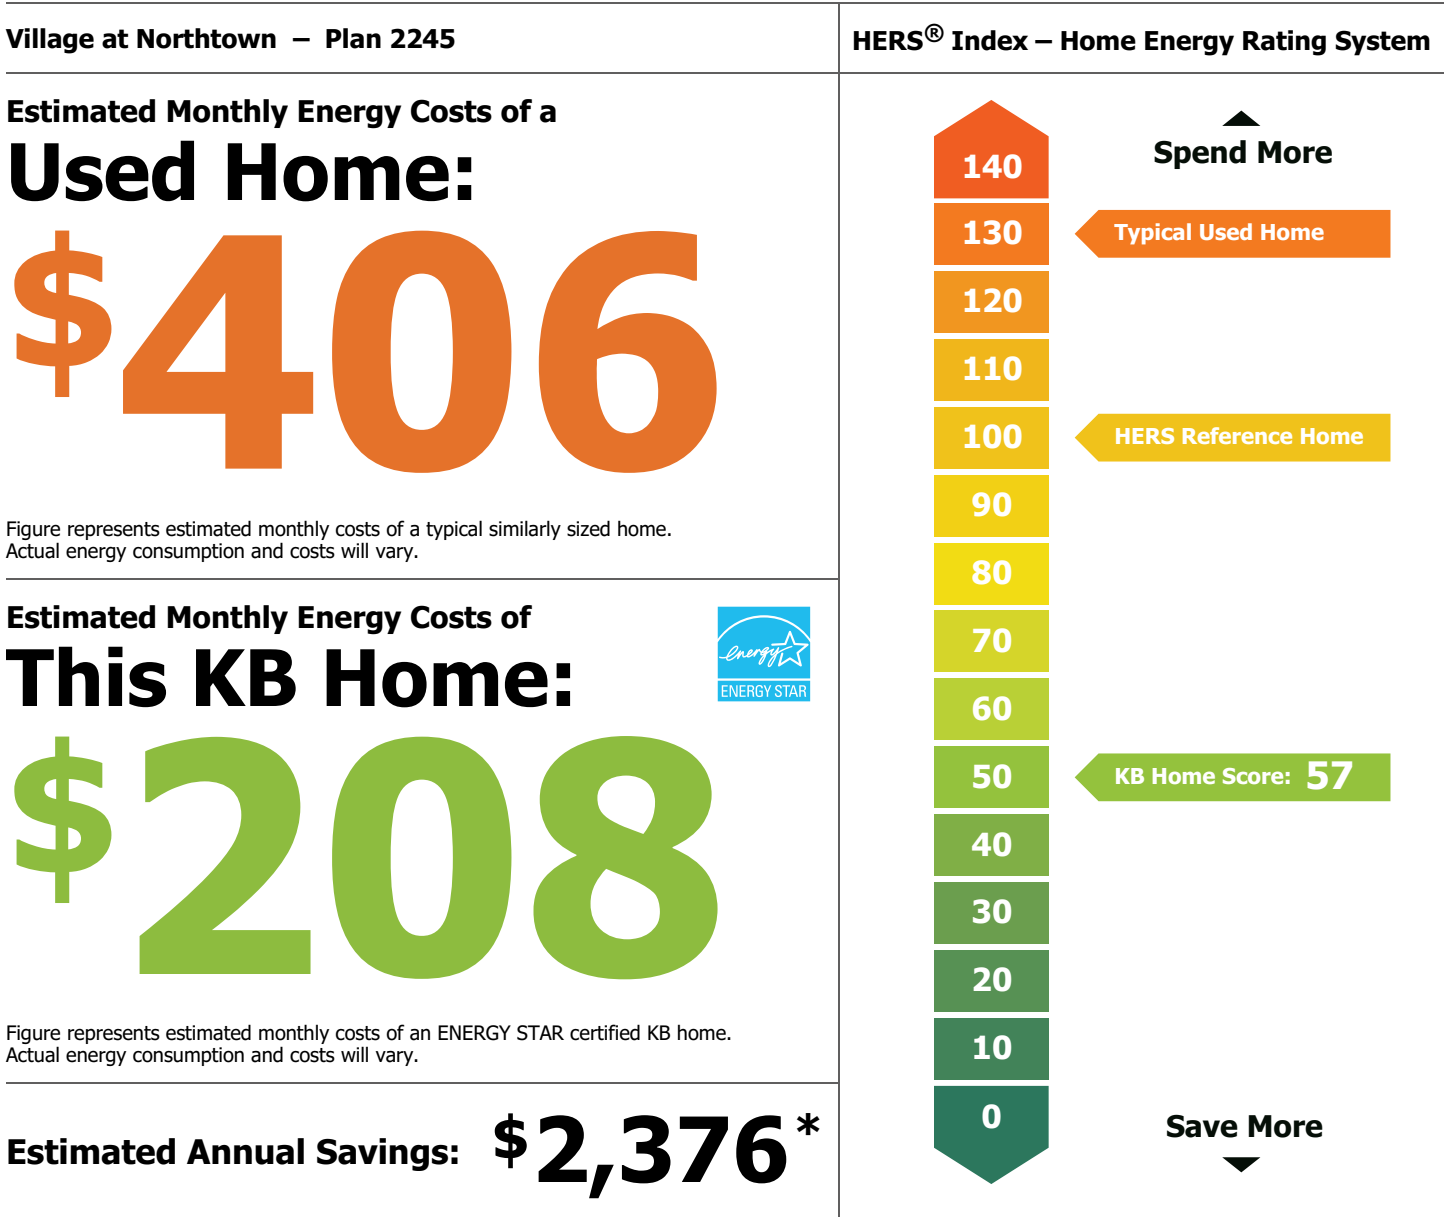 Village at Northtown – Plan 2245
Estimated Monthly Energy Costs of a
Used Home:
$406
Figure represents estimated monthly costs of a typical similarly sized home.
Actual energy consumption and costs will vary.
Estimated Monthly Energy Costs of
This KB Home:
energy
ENERGY STAR
$208
Figure represents estimated monthly costs of an ENERGY STAR certified KB home.
Actual energy consumption and costs will vary.
Estimated Annual Savings: $2,376*
HERS® Index – Home Energy Rating System
Spend More
140
130 Typical Used Home
120
110
100 HERS Reference Home
90
80
70
60
50 KB Home Score: 57
40
30
20
10
0
Save More